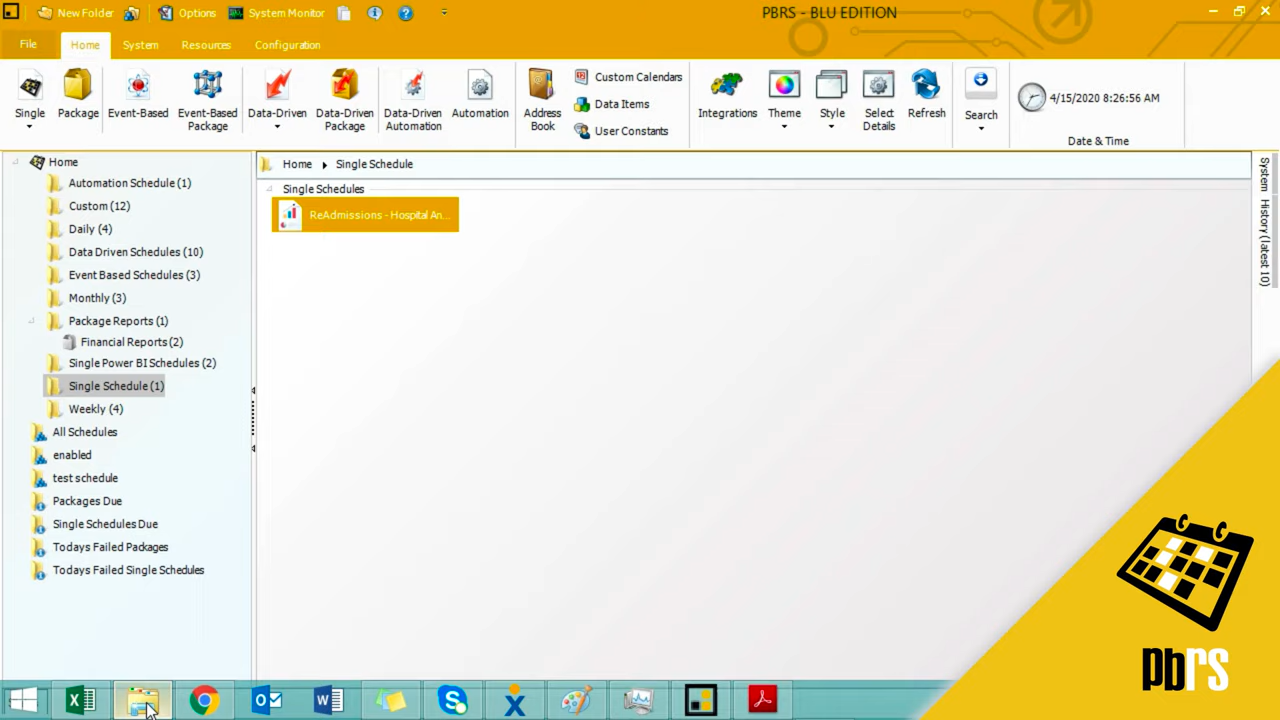 New Folder
Options
System Monitor
PBRS - BLU EDITION
File
Home
System
Resources
Configuration
Single
Package
Event-Based
Event-Based Package
Data-Driven
Data-Driven Package
Data-Driven Automation
Automation
Address Book
Custom Calendars
Data Items
User Constants
Integrations
Theme
Style
Select Details
Refresh
Search
4/15/2020 8:26:56 AM
Date & Time
Home
Automation Schedule (1)
Custom (12)
Daily (4)
Data Driven Schedules (10)
Event Based Schedules (3)
Monthly (3)
Package Reports (1)
Financial Reports (2)
Single Power BI Schedules (2)
Single Schedule (1)
Weekly (4)
All Schedules
enabled
test schedule
Packages Due
Single Schedules Due
Todays Failed Packages
Todays Failed Single Schedules
Home
Single Schedule
Single Schedules
ReAdmissions - Hospital An...
System History (latest 10)
pbrs